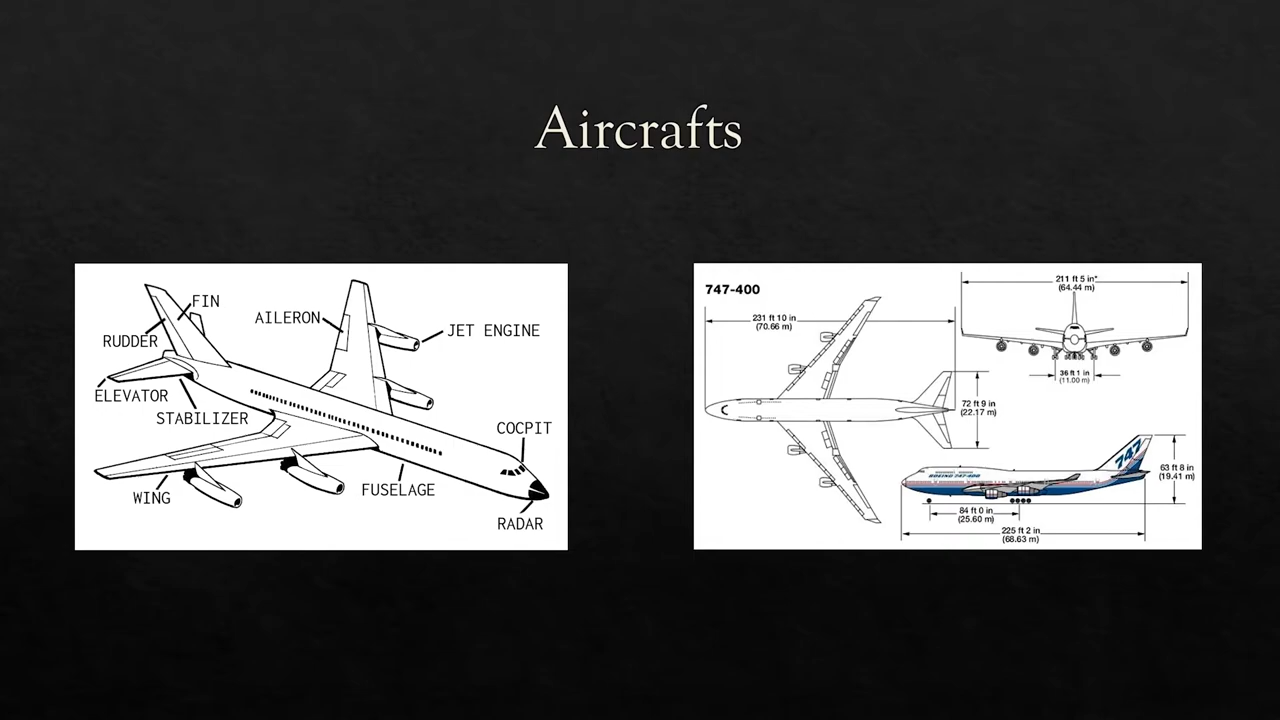 Aircrafts
FIN
RUDDER
AILERON
JET ENGINE
ELEVATOR
STABILIZER
COCPIT
WING
FUSELAGE
RADAR
747-400
231 ft 10 in
(70.66 m)
211 ft 5 in*
(64.44 m)
36 ft 1 in
(11.00 m)
72 ft 9 in
(22.17 m)
747
BOEING 747-400
63 ft 8 in
(19.41 m)
84 ft 0 in
(25.60 m)
225 ft 2 in
(68.63 m)